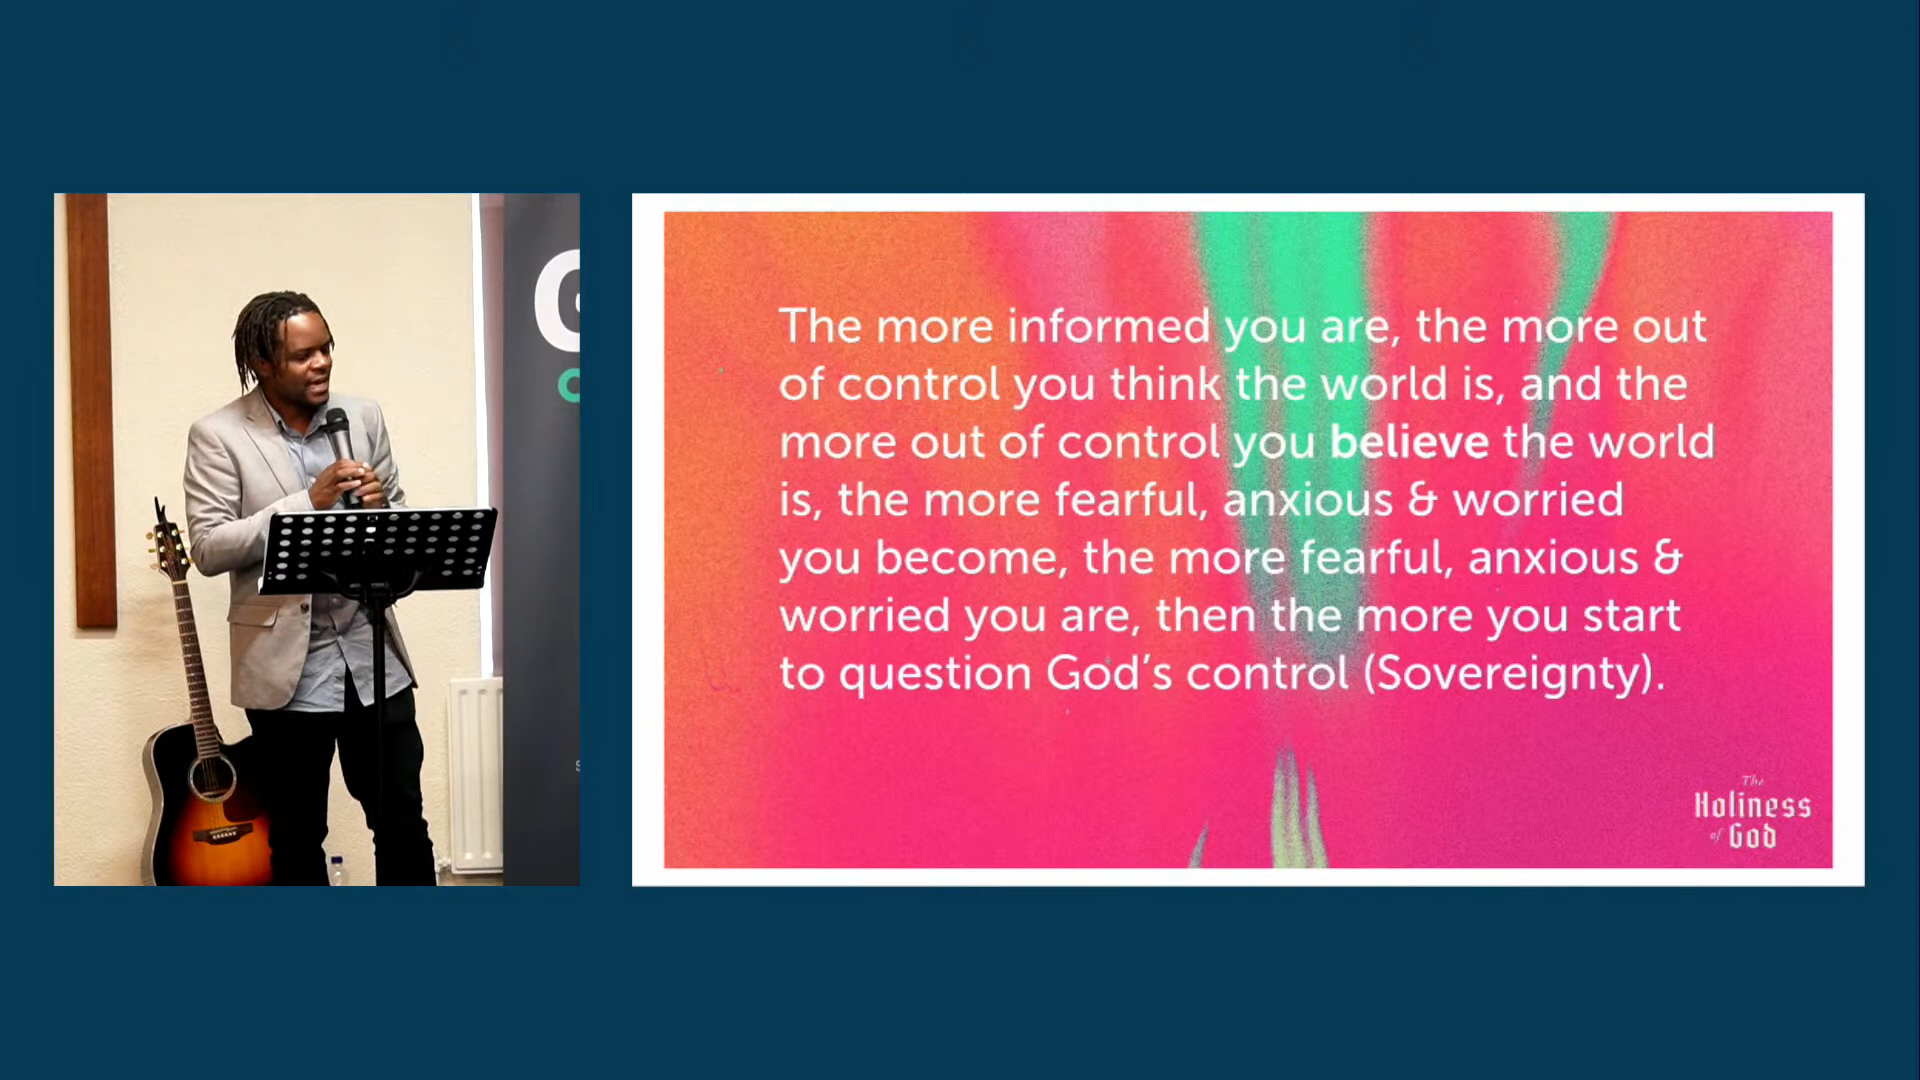 The more informed you are, the more out
of control you think the world is, and the
more out of control you believe the world
is, the more fearful, anxious & worried
you become, the more fearful, anxious &
worried you are, then the more you start
to question God's control (Sovereignty).
The
Holiness
of God